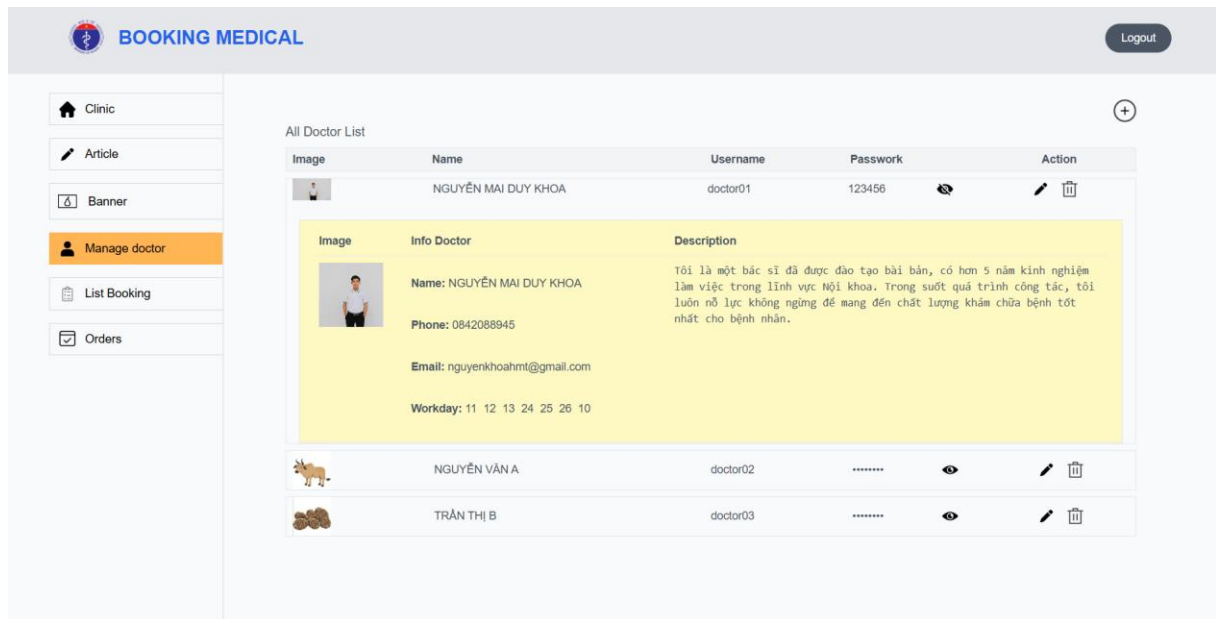 BOOKING MEDICAL
Logout
Clinic
Article
Banner
Manage doctor
List Booking
Orders
All Doctor List
Image Name Username Passwork Action
NGUYỄN MAI DUY KHOA doctor01 123456
Image Info Doctor Description
Name: NGUYỄN MAI DUY KHOA
Phone: 0842088945
Email: nguyenkhoahmt@gmail.com
Workday: 11 12 13 24 25 26 10
Tôi là một bác sĩ đã được đào tạo bài bản, có hơn 5 năm kinh nghiệm
làm việc trong lĩnh vực Nội khoa. Trong suốt quá trình công tác, tôi
luôn nỗ lực không ngừng để mang đến chất lượng khám chữa bệnh tốt
nhất cho bệnh nhân.
NGUYỄN VĂN A doctor02 ••••••••
TRẦN THỊ B doctor03 ••••••••